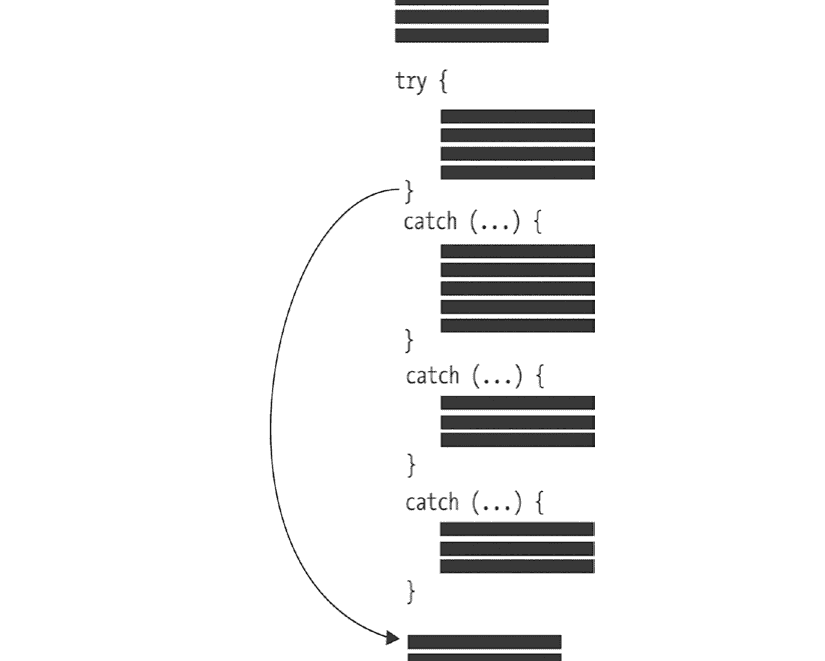 try {
}
catch (...) {
}
catch (...) {
}
catch (...) {
}